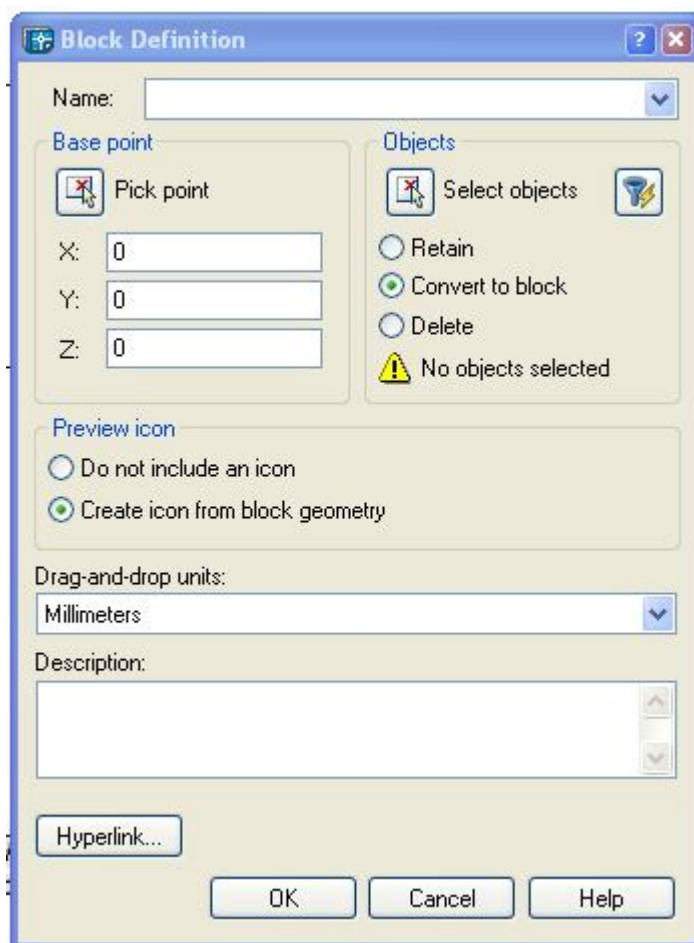 Block Definition
Name:
Base point
Pick point
X: 0
Y: 0
Z: 0
Objects
Select objects
Retain
Convert to block
Delete
No objects selected
Preview icon
Do not include an icon
Create icon from block geometry
Drag-and-drop units:
Millimeters
Description:
Hyperlink...
OK Cancel Help